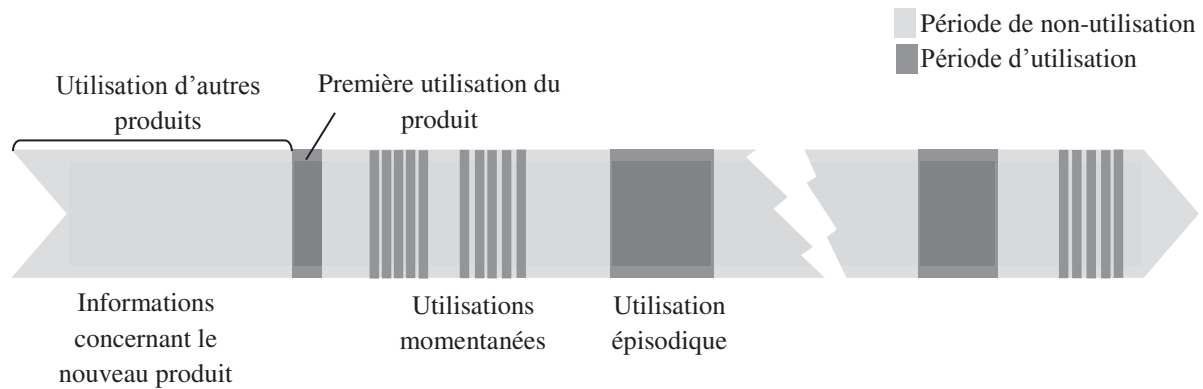 Période de non-utilisation
Période d'utilisation
Utilisation d'autres
produits
Première utilisation du
produit
Informations
concernant le
nouveau produit
Utilisations
momentanées
Utilisation
épisodique